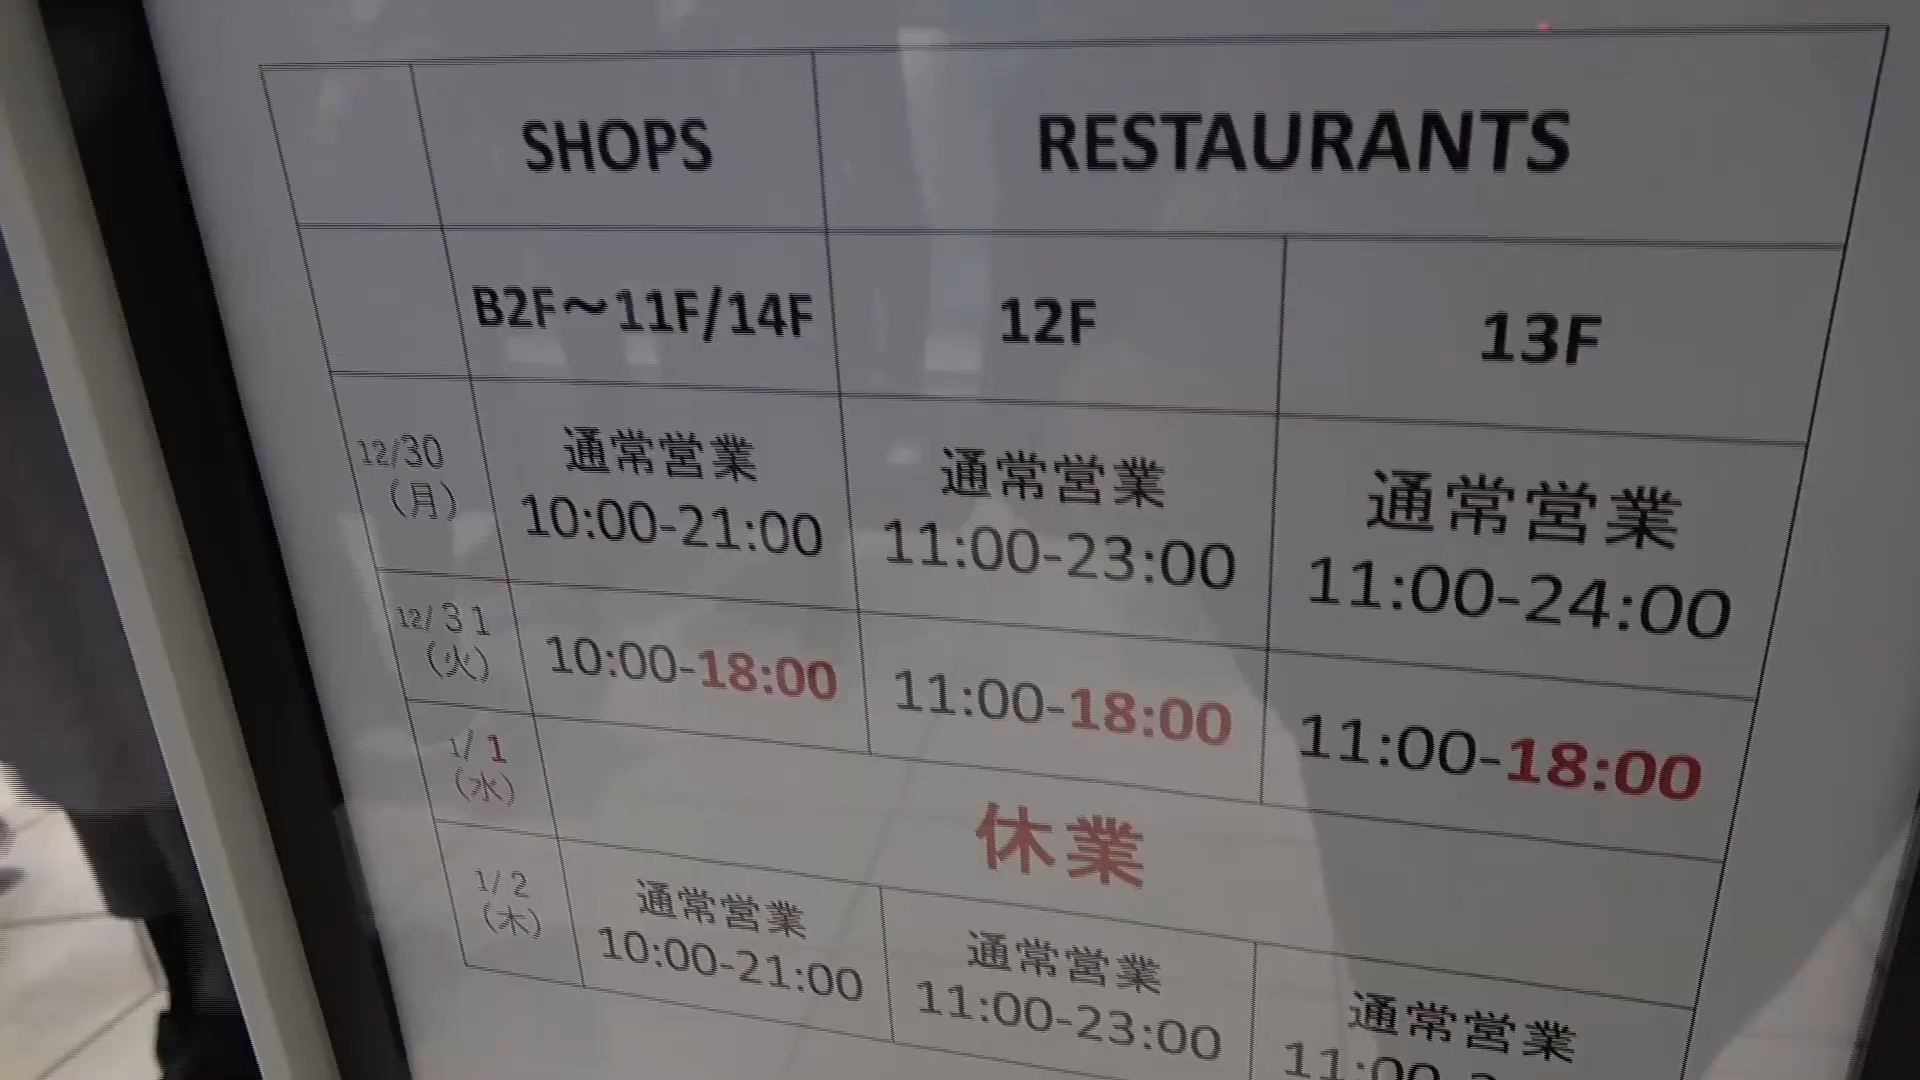 SHOPS RESTAURANTS
B2F～11F/14F 12F 13F
12/30 通常営業 通常営業 通常営業
(月) 10:00-21:00 11:00-23:00 11:00-24:00
12/31 10:00-18:00 11:00-18:00 11:00-18:00
(火)
1/1 休業
(水)
1/2 通常営業 通常営業 通常営業
(木) 10:00-21:00 11:00-23:00 11:00